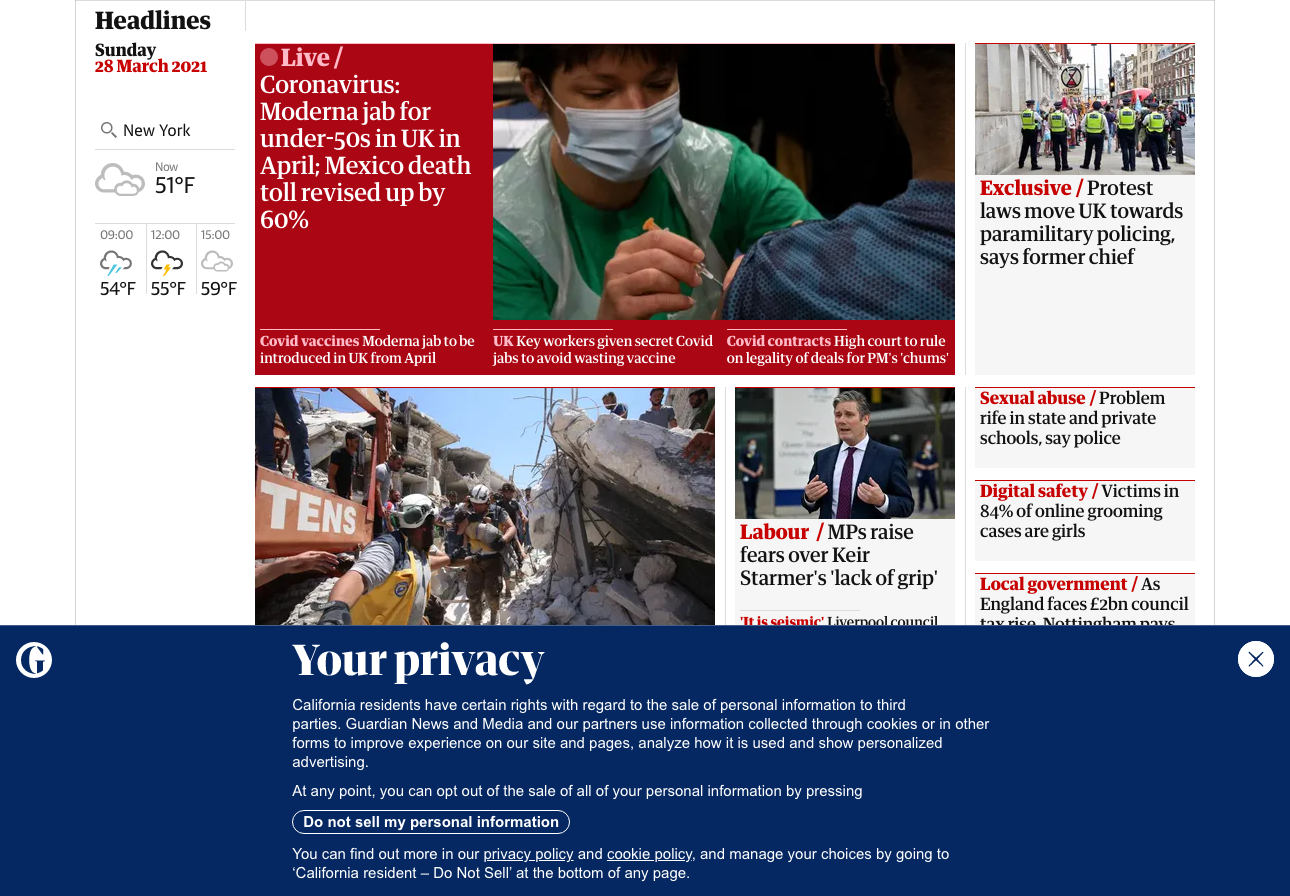 Headlines
Sunday
28 March 2021
New York
Now
51°F
09:00
12:00
15:00
54°F
55°F
59°F
Live /
Coronavirus:
Moderna jab for
under-50s in UK in
April; Mexico death
toll revised up by
60%
Covid vaccines Moderna jab to be
introduced in UK from April
UK Key workers given secret Covid
jabs to avoid wasting vaccine
Covid contracts High court to rule
on legality of deals for PM's 'chums'
Exclusive / Protest
laws move UK towards
paramilitary policing,
says former chief
TENS
Labour / MPs raise
fears over Keir
Starmer's 'lack of grip'
'It is seismic' Liverpool council
Sexual abuse / Problem
rife in state and private
schools, say police
Digital safety / Victims in
84% of online grooming
cases are girls
Local government / As
England faces £2bn council
tax rise, Nottingham pays
Your privacy
California residents have certain rights with regard to the sale of personal information to third
parties. Guardian News and Media and our partners use information collected through cookies or in other
forms to improve experience on our site and pages, analyze how it is used and show personalized
advertising.
At any point, you can opt out of the sale of all of your personal information by pressing
Do not sell my personal information
You can find out more in our privacy policy and cookie policy, and manage your choices by going to
‘California resident – Do Not Sell’ at the bottom of any page.